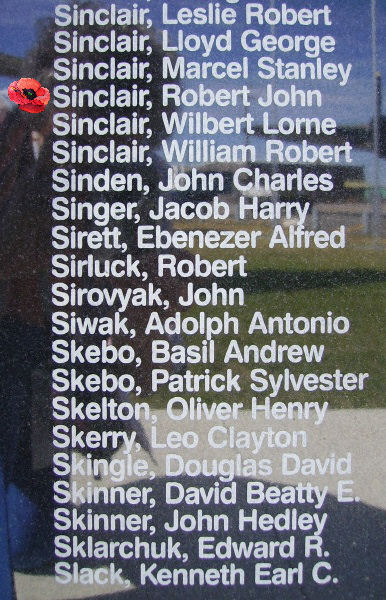 Sinclair, Leslie Robert
Sinclair, Lloyd George
Sinclair, Marcel Stanley
Sinclair, Robert John
Sinclair, Wilbert Lorne
Sinclair, William Robert
Sinden, John Charles
Singer, Jacob Harry
Sirett, Ebenezer Alfred
Sirluck, Robert
Sirovyak, John
Siwak, Adolph Antonio
Skebo, Basil Andrew
Skebo, Patrick Sylvester
Skelton, Oliver Henry
Skerry, Leo Clayton
Skingle, Douglas David
Skinner, David Beatty E.
Skinner, John Hedley
Sklarchuk, Edward R.
Slack, Kenneth Earl C.